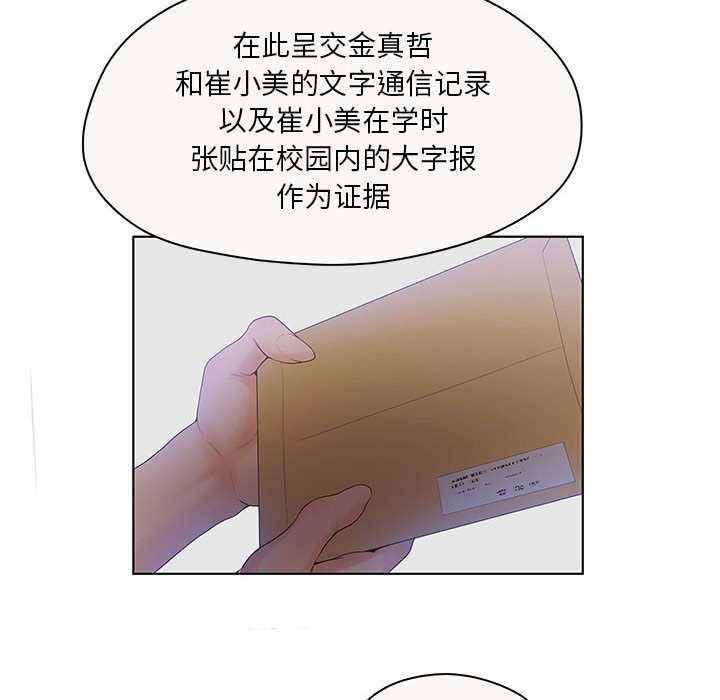 在此呈交金真哲
和崔小美的文字通信记录
以及崔小美在学时
张贴在校园内的大字报
作为证据